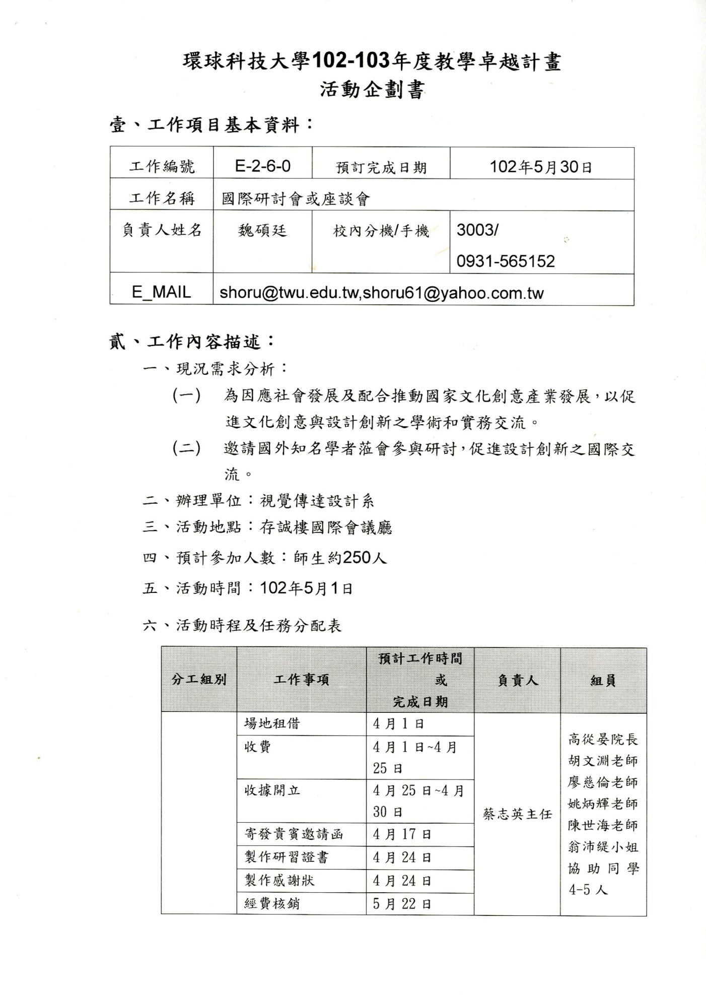 環球科技大學102-103年度教學卓越計畫
活動企劃書
壹、工作項目基本資料：
工作編號 E-2-6-0 預訂完成日期 102年5月30日
工作名稱 國際研討會或座談會
負責人姓名 魏碩廷 校內分機/手機 3003/
0931-565152
E_MAIL shoru@twu.edu.tw,shoru61@yahoo.com.tw
貳、工作內容描述：
一、現況需求分析：
(一) 為因應社會發展及配合推動國家文化創意產業發展，以促
進文化創意與設計創新之學術和實務交流。
(二) 邀請國外知名學者蒞會參與研討，促進設計創新之國際交
流。
二、辦理單位：視覺傳達設計系
三、活動地點：存誠樓國際會議廳
四、預計參加人數：師生約250人
五、活動時間：102年5月1日
六、活動時程及任務分配表
分工組別 工作事項 預計工作時間
或
完成日期 負責人 組員
場地租借 4 月 1 日
收費 4 月 1 日~4 月
25 日
收據開立 4 月 25 日~4 月
30 日
寄發貴賓邀請函 4 月 17 日
製作研習證書 4 月 24 日
製作感謝狀 4 月 24 日
經費核銷 5 月 22 日
蔡志英主任
高從晏院長
胡文淵老師
廖慈倫老師
姚炳輝老師
陳世海老師
翁沛緹小姐
協助同學
4-5 人